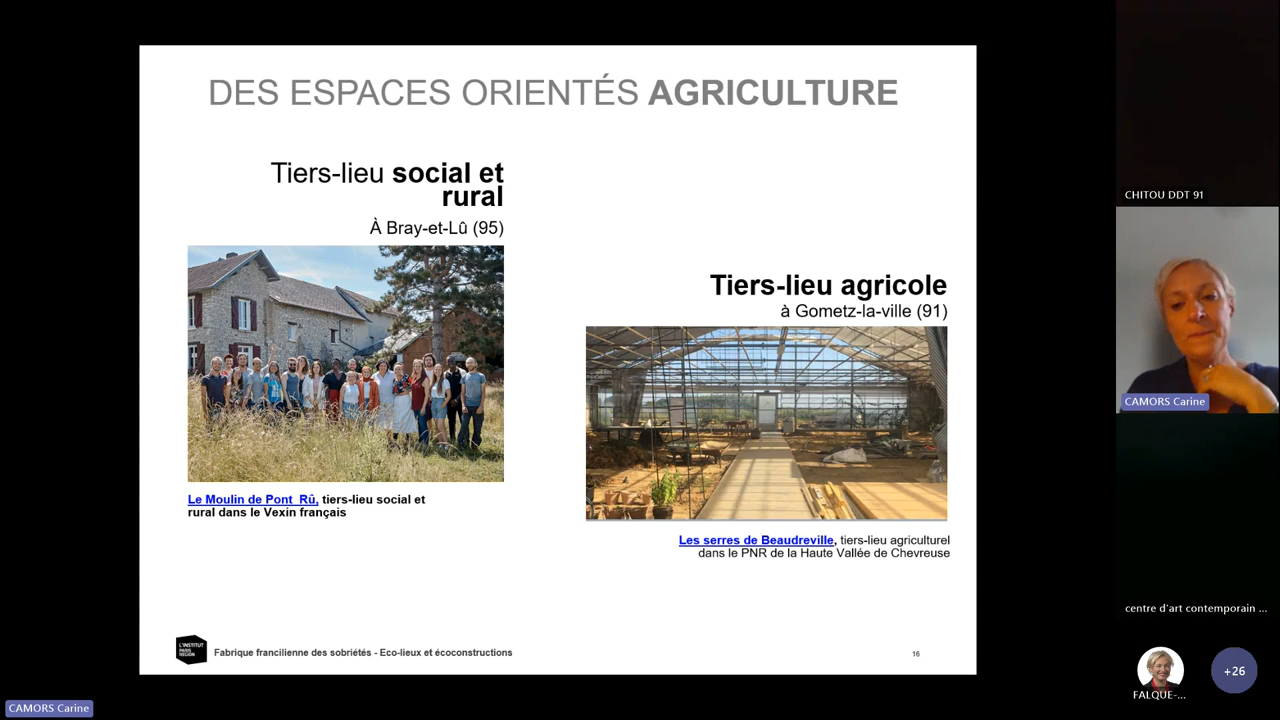 DES ESPACES ORIENTÉS AGRICULTURE
Tiers-lieu social et
rural
À Bray-et-Lû (95)
Tiers-lieu agricole
à Gometz-la-ville (91)
Le Moulin de Pont Rû, tiers-lieu social et
rural dans le Vexin français
Les serres de Beaudreville, tiers-lieu agriculturel
dans le PNR de la Haute Vallée de Chevreuse
L'INSTITUT
PARIS
REGION
Fabrique francilienne des sobriétés - Eco-lieux et écoconstructions
16
CHITOU DDT 91
CAMORS Carine
centre d'art contemporain ...
FALQUE-...
+26
CAMORS Carine